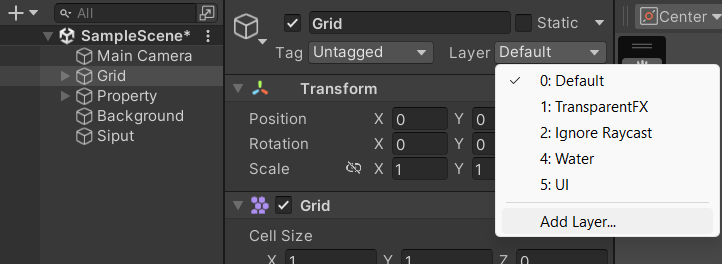 All
SampleScene*
Main Camera
Grid
Property
Background
Siput
Grid
Static
Tag Untagged
Layer Default
Transform
Position X 0 Y 0
Rotation X 0 Y 0
Scale X 1 Y 1
Grid
Cell Size
X 1 Y 1 Z 0
0: Default
1: TransparentFX
2: Ignore Raycast
4: Water
5: UI
Add Layer...
Center